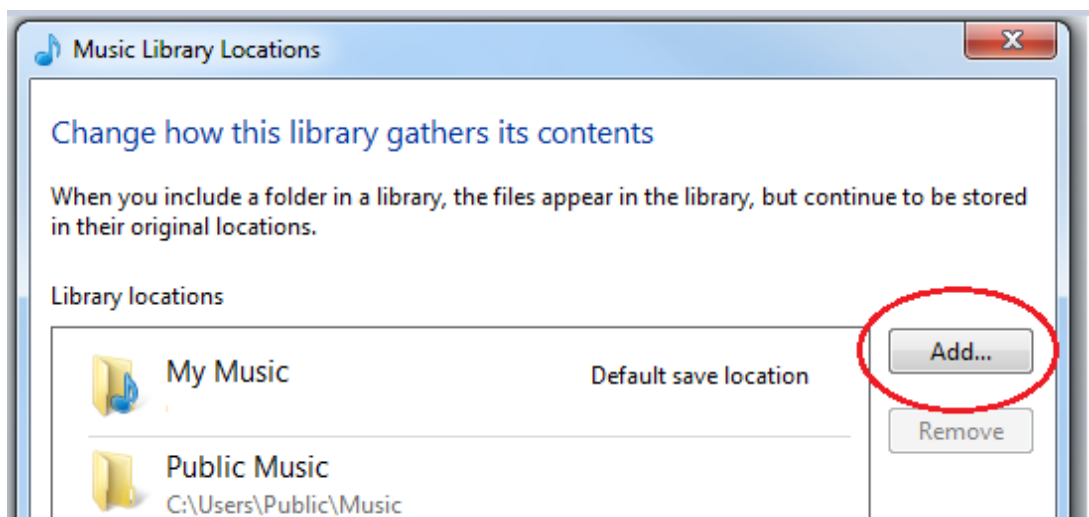 Music Library Locations
Change how this library gathers its contents
When you include a folder in a library, the files appear in the library, but continue to be stored
in their original locations.
Library locations
My Music
Default save location
Add...
Remove
Public Music
C:\Users\Public\Music